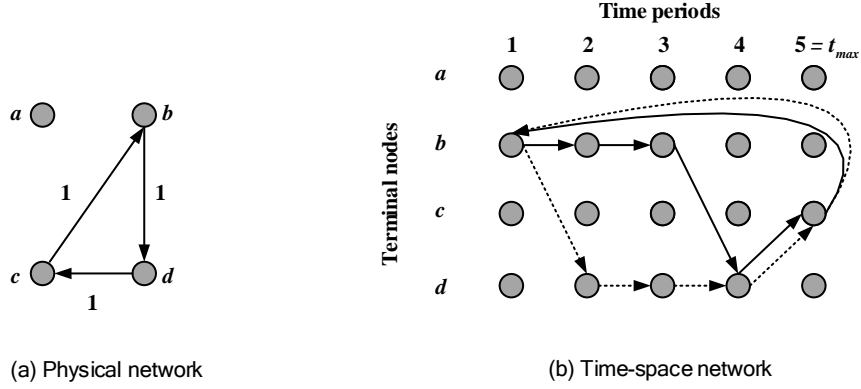 Time periods
1 2 3 4 5 = tmax
a
a b
b
1 1
Terminal nodes
c
c d
1
d
(a) Physical network
(b) Time-space network